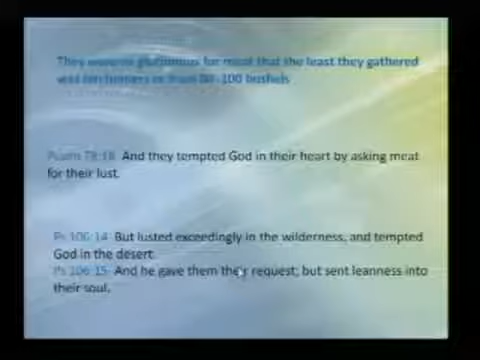 They were so gluttonous for meat that the least they gathered
was ten homers or from 80-100 bushels
Psalm 78:18 And they tempted God in their heart by asking meat
for their lust.
Ps 106:14 But lusted exceedingly in the wilderness, and tempted
God in the desert.
Ps 106:15 And he gave them their request; but sent leanness into
their soul.